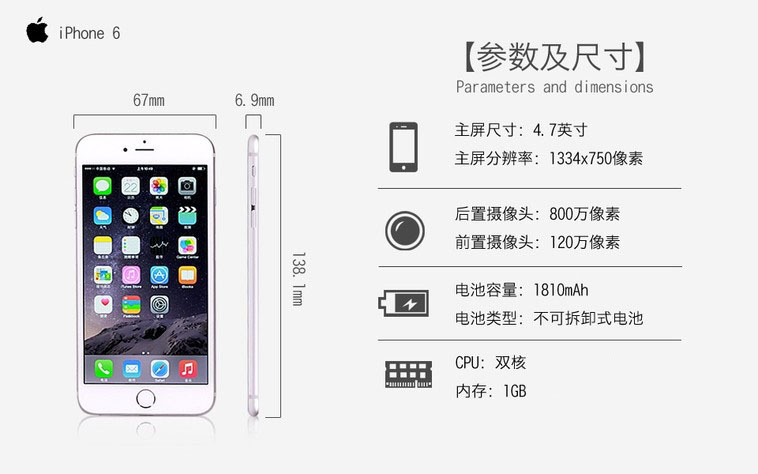 iPhone 6
【参数及尺寸】
Parameters and dimensions
67mm
6.9mm
138.1mm
主屏尺寸：4.7英寸
主屏分辨率：1334x750像素
后置摄像头：800万像素
前置摄像头：120万像素
电池容量：1810mAh
电池类型：不可拆卸式电池
CPU：双核
内存：1GB
22